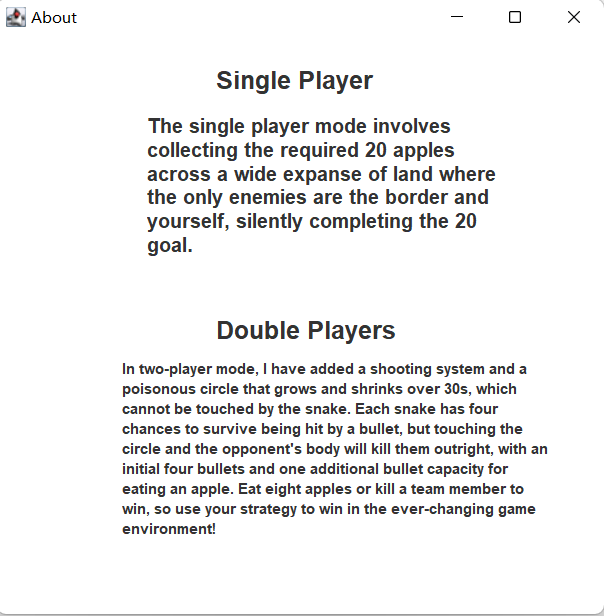 About
Single Player
The single player mode involves
collecting the required 20 apples
across a wide expanse of land where
the only enemies are the border and
yourself, silently completing the 20
goal.
Double Players
In two-player mode, I have added a shooting system and a
poisonous circle that grows and shrinks over 30s, which
cannot be touched by the snake. Each snake has four
chances to survive being hit by a bullet, but touching the
circle and the opponent's body will kill them outright, with an
initial four bullets and one additional bullet capacity for
eating an apple. Eat eight apples or kill a team member to
win, so use your strategy to win in the ever-changing game
environment!